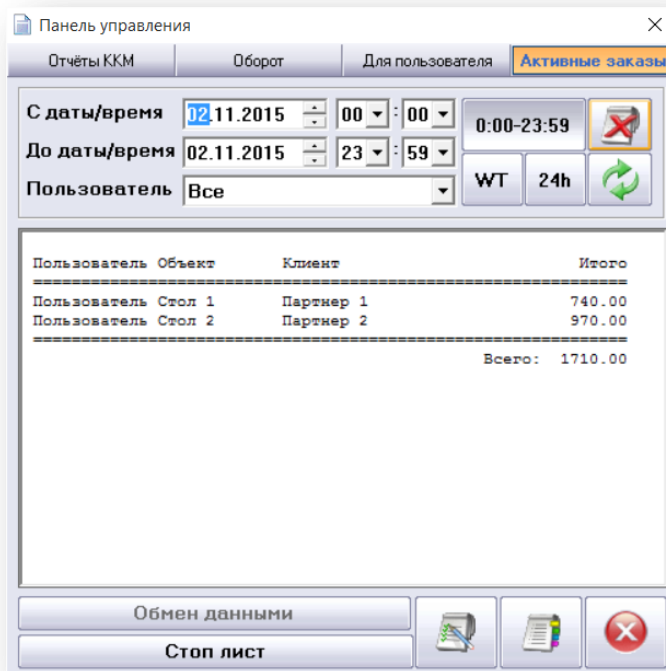 Панель управления
Отчёты ККМ Оборот Для пользователя Активные заказы
С даты/время 02.11.2015 00 : 00 0:00-23:59
До даты/время 02.11.2015 23 : 59
Пользователь Все WT 24h
Пользователь Объект Клиент Итого
================================================================
Пользователь Стол 1 Партнер 1 740.00
Пользователь Стол 2 Партнер 2 970.00
================================================================
Всего: 1710.00
Обмен данными
Стоп лист